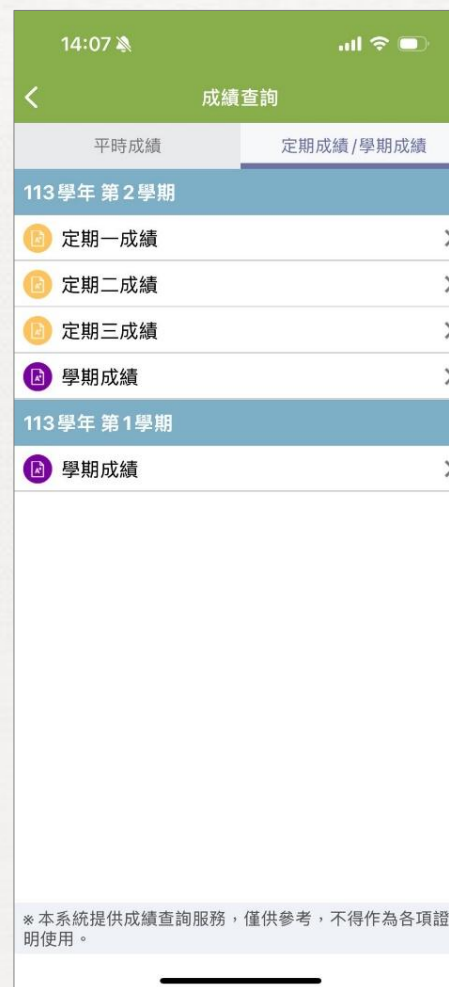 14:07
成績查詢
平時成績
定期成績/學期成績
113學年 第2學期
定期一成績
定期二成績
定期三成績
學期成績
113學年 第1學期
學期成績
※本系統提供成績查詢服務，僅供參考，不得作為各項證
明使用。